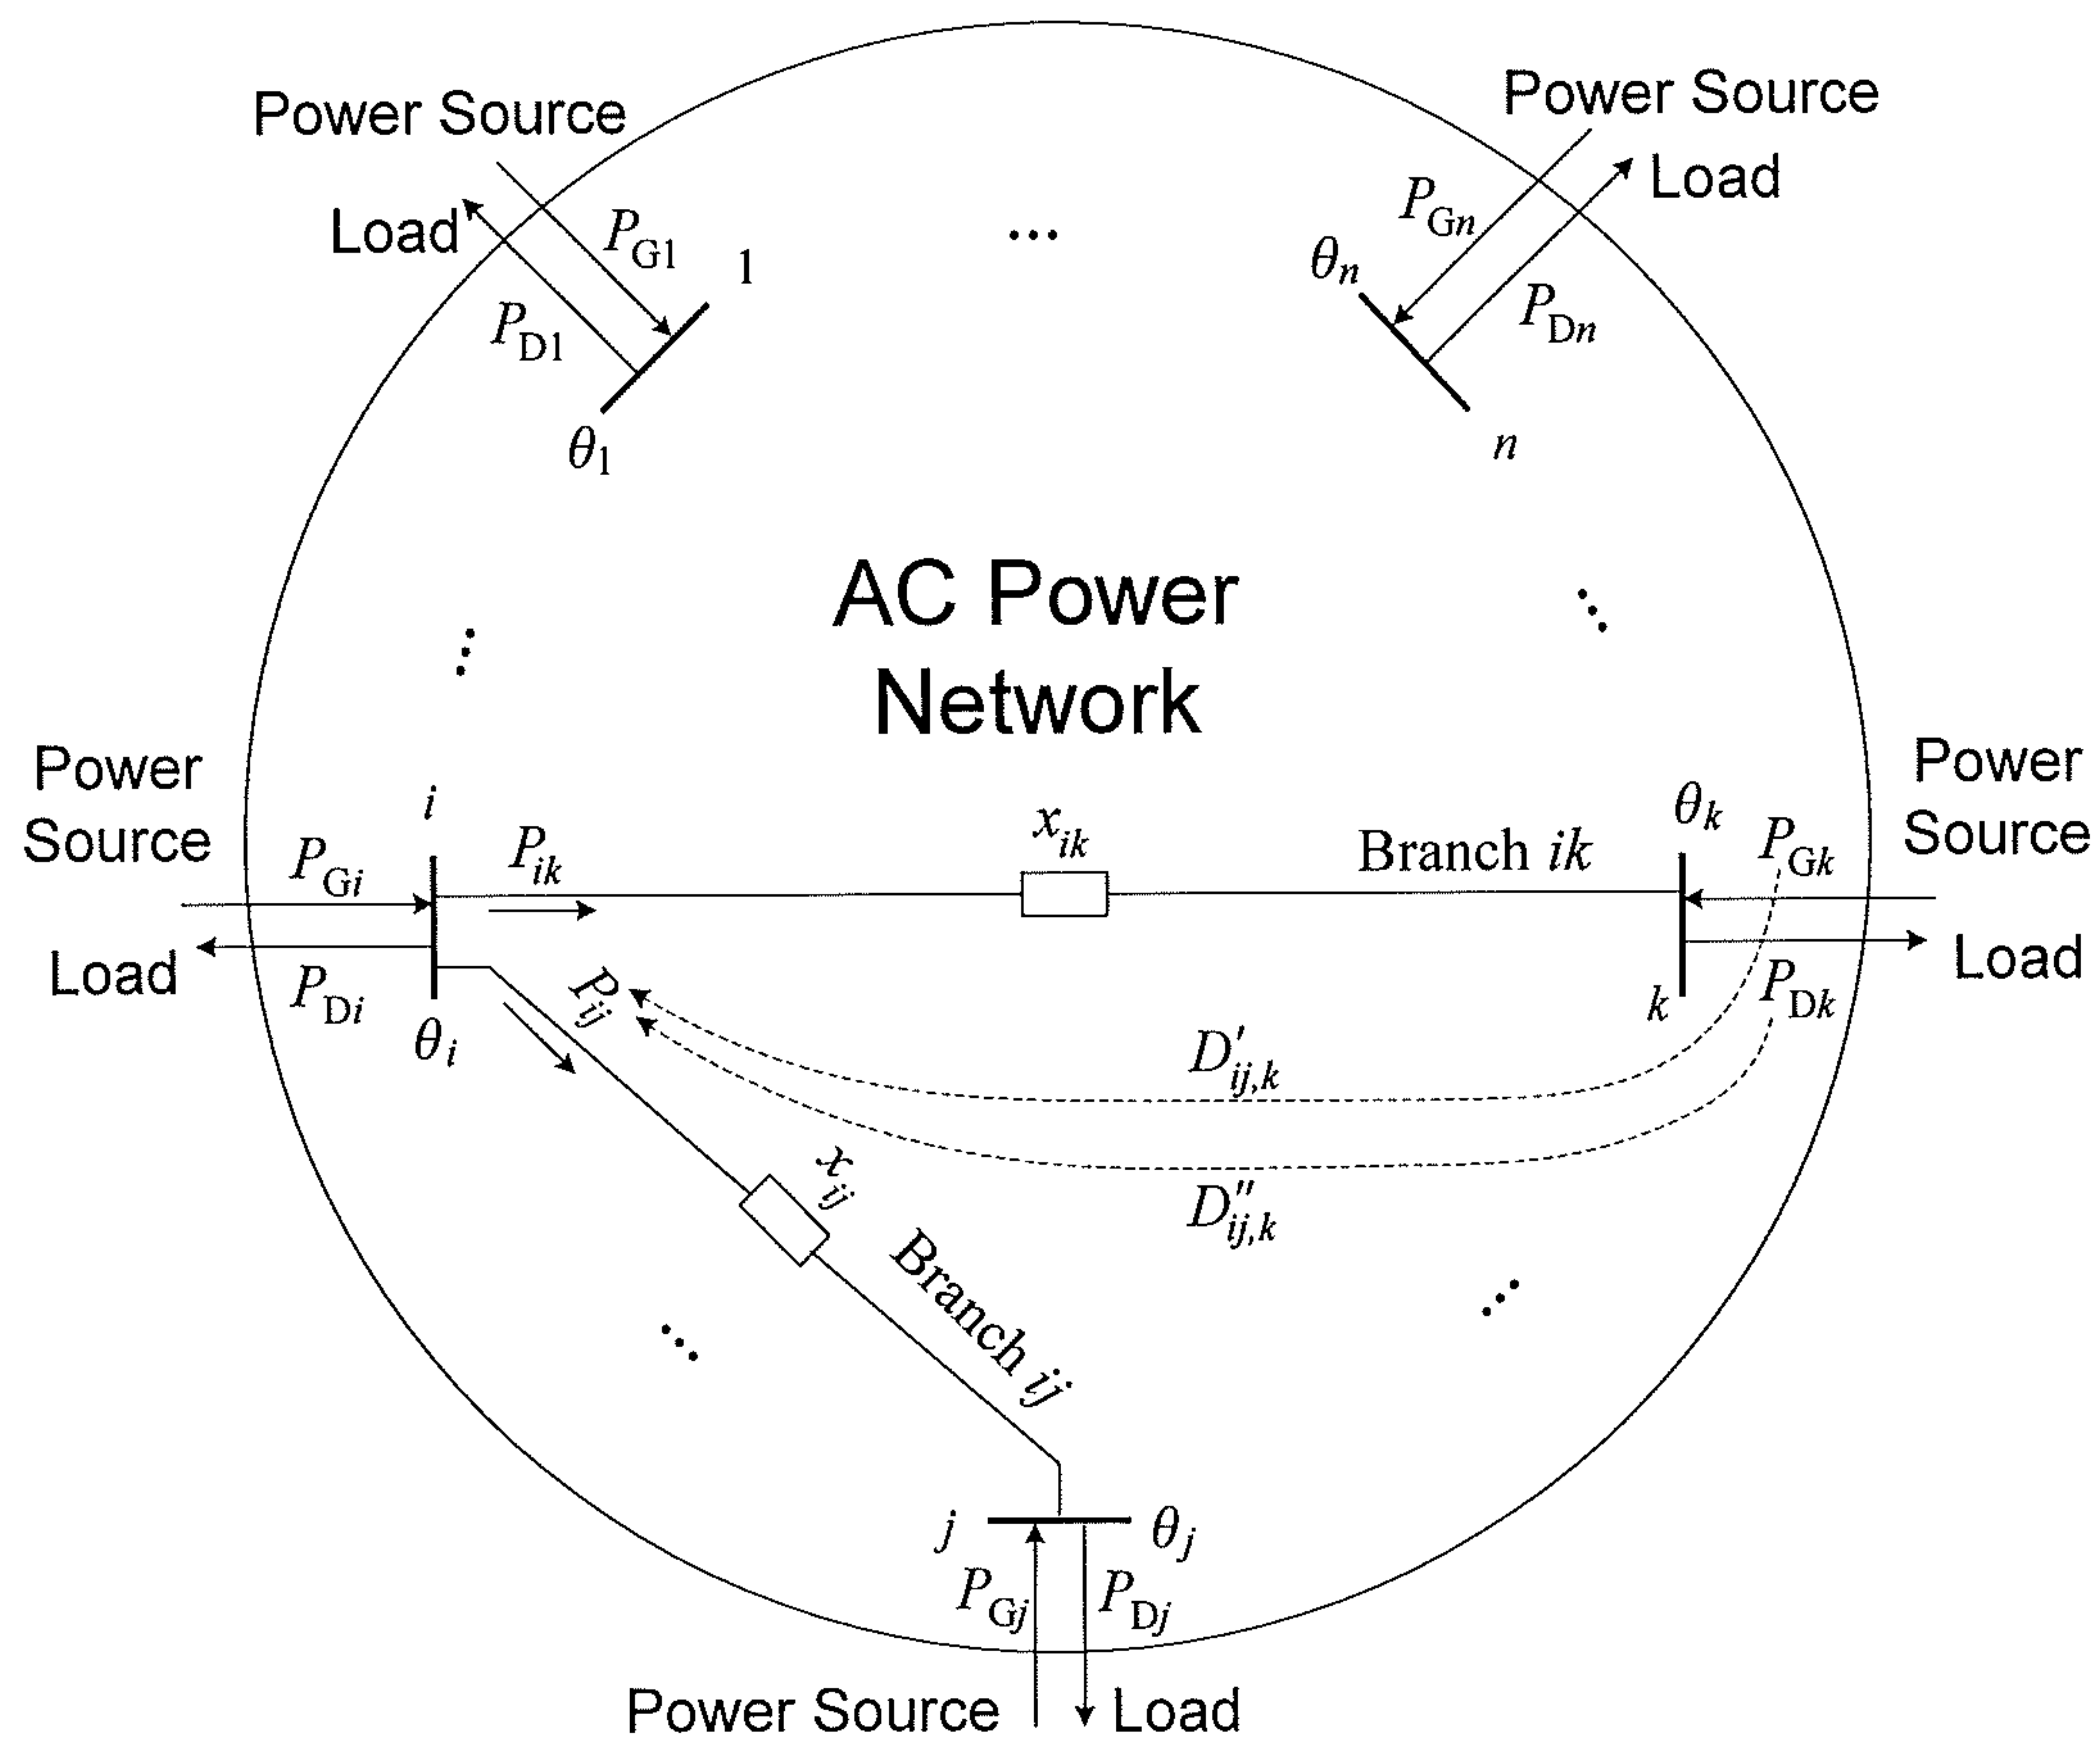 Power Source
Power Source
Load
Load
P_G1
P_Gn
1
θ_n
P_D1
P_Dn
θ_1
n
...
AC Power
Network
Power
Source
Power
Source
i
x_ik
θ_k
P_Gi
P_ik
Branch ik
P_Gk
Load
Load
P_Di
P_ij
k
P_Dk
θ_i
D'_ij,k
D''_ij,k
x_ij
Branch ij
j
θ_j
P_Gj
P_Dj
Power Source
Load